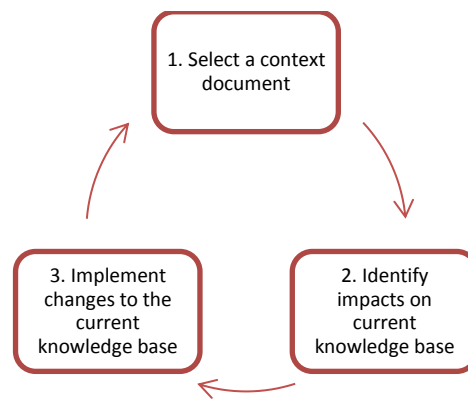 1. Select a context
document
2. Identify
impacts on
current
knowledge base
3. Implement
changes to the
current
knowledge base